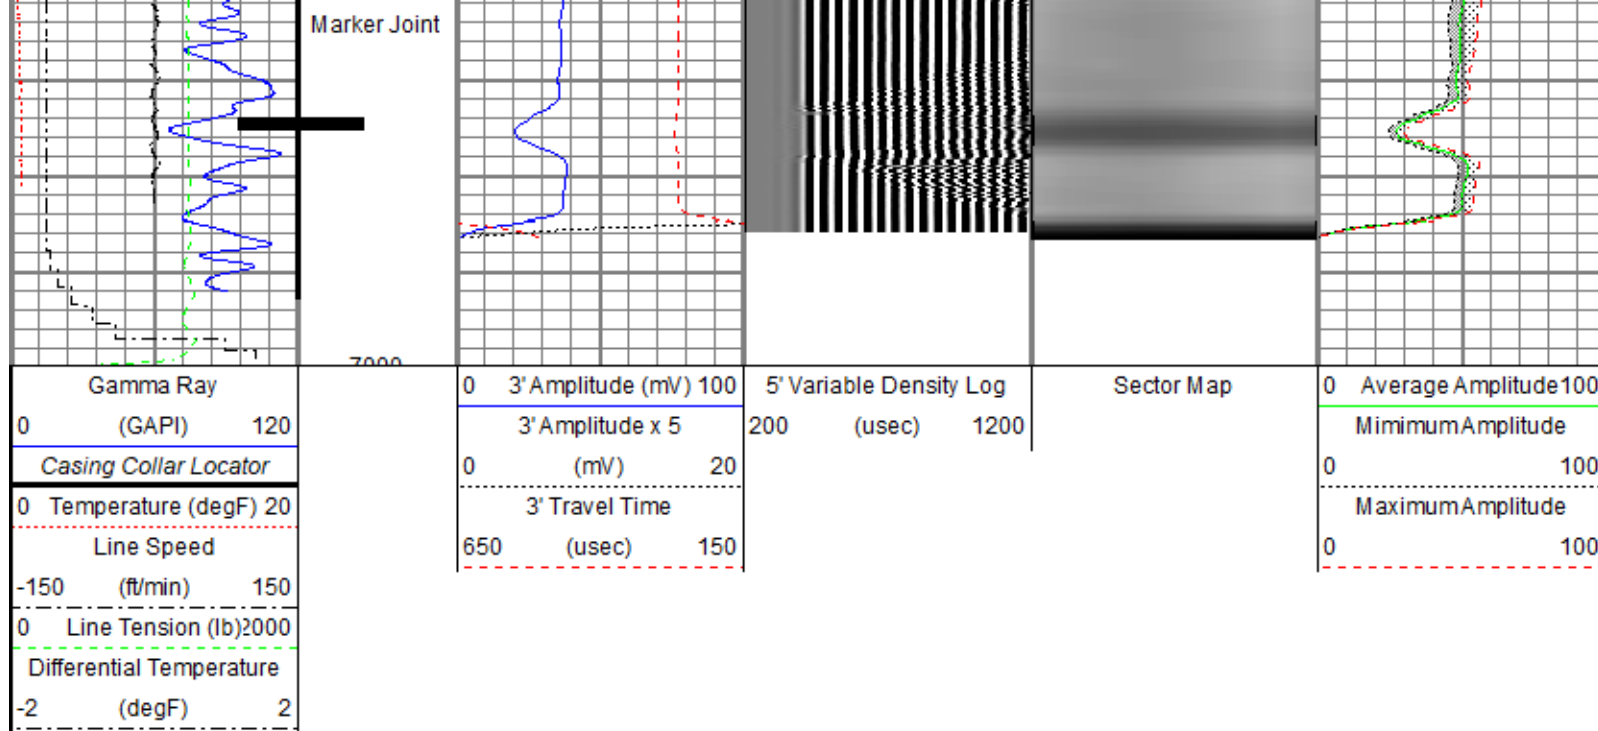 Marker Joint
7000
Gamma Ray
0 (GAPI) 120
Casing Collar Locator
0 Temperature (degF) 20
Line Speed
-150 (ft/min) 150
0 Line Tension (lb) 2000
Differential Temperature
-2 (degF) 2
0 3' Amplitude (mV) 100
3' Amplitude x 5
0 (mV) 20
3' Travel Time
650 (usec) 150
5' Variable Density Log
200 (usec) 1200
Sector Map
0 Average Amplitude 100
Mimimum Amplitude
0 100
Maximum Amplitude
0 100